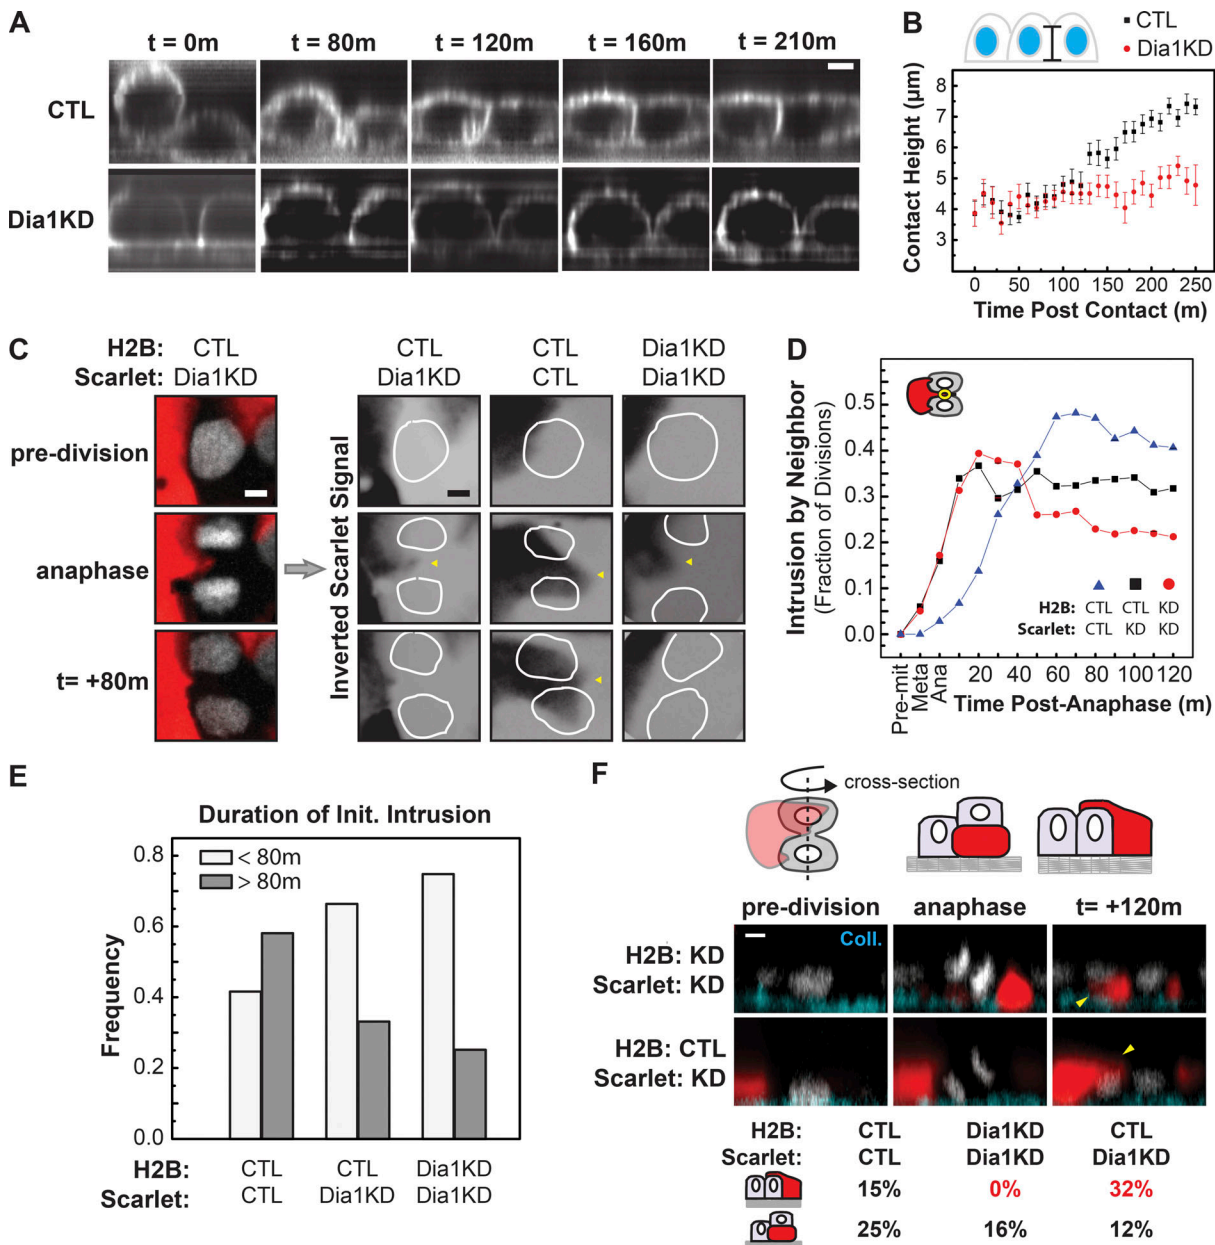 A
t = 0m
t = 80m
t = 120m
t = 160m
t = 210m
CTL
Dia1KD
B
CTL
Dia1KD
Contact Height (µm)
8
7
6
5
4
3
0
50
100
150
200
250
Time Post Contact (m)
C
H2B:
CTL
CTL
CTL
Dia1KD
Scarlet:
Dia1KD
Dia1KD
CTL
Dia1KD
pre-division
anaphase
t= +80m
Inverted Scarlet Signal
D
Intrusion by Neighbor
(Fraction of Divisions)
0.5
0.4
0.3
0.2
0.1
0.0
H2B:
CTL
CTL
KD
Scarlet:
CTL
KD
KD
Pre-mit
Meta
Ana
20
40
60
80
100
120
Time Post-Anaphase (m)
E
Duration of Init. Intrusion
< 80m
> 80m
Frequency
0.8
0.6
0.4
0.2
0.0
H2B:
CTL
CTL
Dia1KD
Scarlet:
CTL
Dia1KD
Dia1KD
F
cross-section
pre-division
anaphase
t= +120m
Coll.
H2B: KD
Scarlet: KD
H2B: CTL
Scarlet: KD
H2B:
CTL
Dia1KD
CTL
Scarlet:
CTL
Dia1KD
Dia1KD
15%
0%
32%
25%
16%
12%